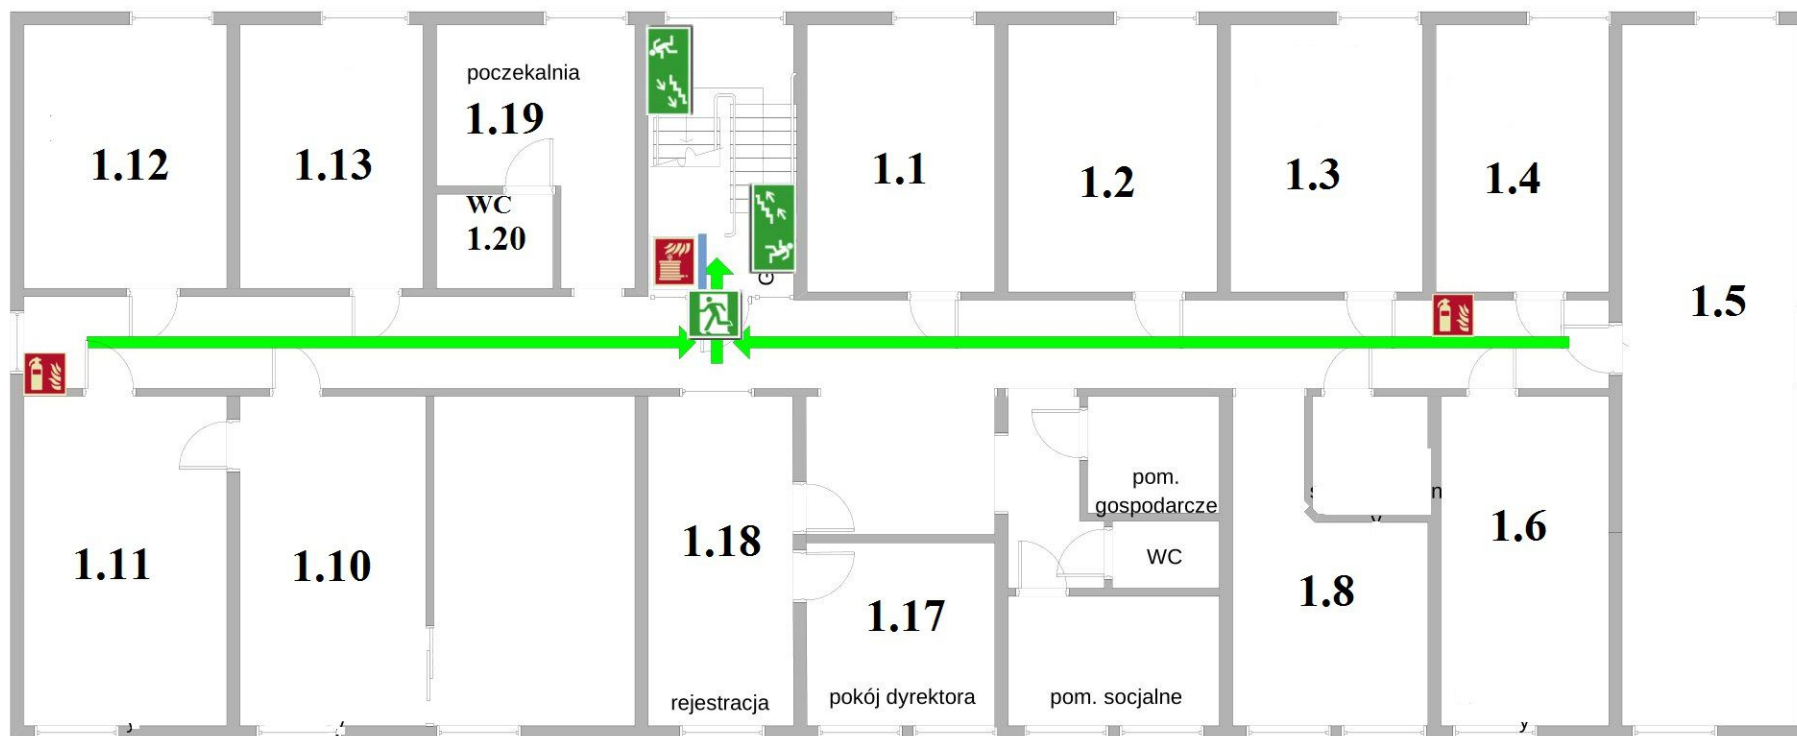 poczekalnia
1.19
1.12
1.13
WC
1.20
1.1
1.2
1.3
1.4
1.5
G
1.11
1.10
1.18
rejestracja
1.17
pokój dyrektora
pom.
gospodarcze
WC
pom. socjalne
1.8
1.6